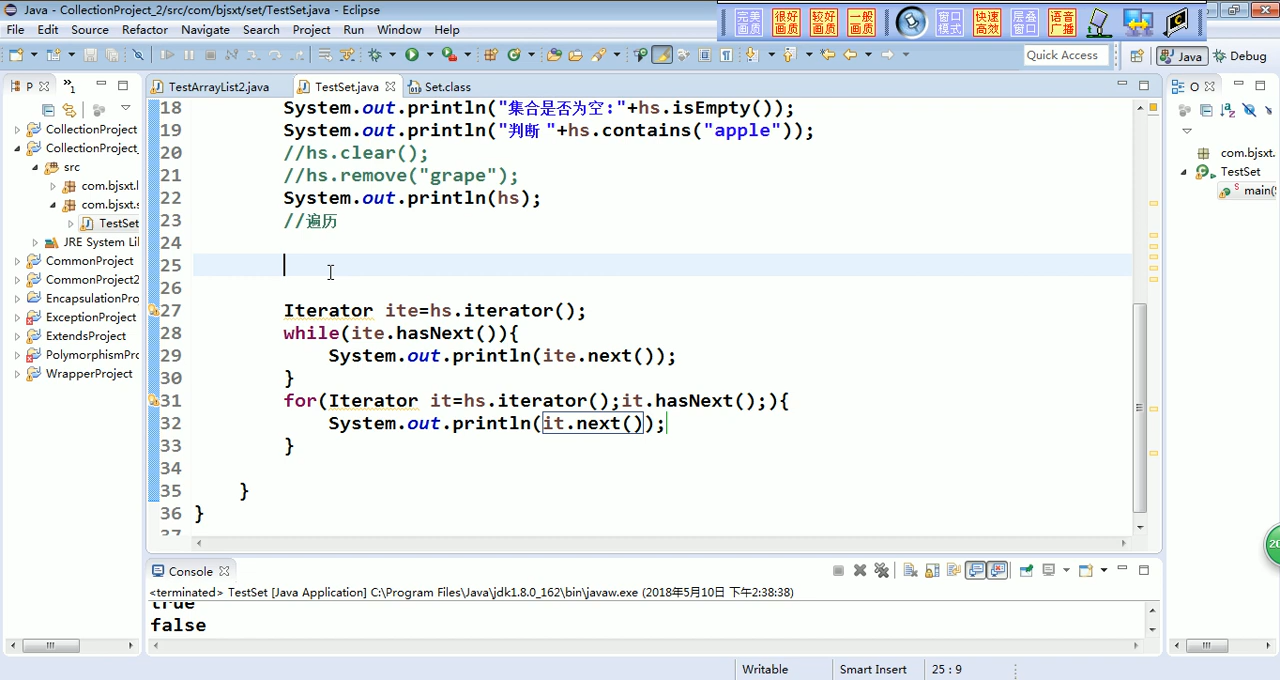 Java - CollectionProject_2/src/com/bjsxt/set/TestSet.java - Eclipse
完美画质 很好画质 较好画质 一般画质 窗口模式 快速高效 层叠窗口 语音广播
File Edit Source Refactor Navigate Search Project Run Window Help
Quick Access Java Debug
P 1 TestArrayList2.java TestSet.java Set.class O
CollectionProject
CollectionProject_
src
com.bjsxt.l
com.bjsxt.s
TestSet
JRE System Li
CommonProject
CommonProject2
EncapsulationPro
ExceptionProject
ExtendsProject
PolymorphismPro
WrapperProject
18 System.out.println("集合是否为空:"+hs.isEmpty());
19 System.out.println("判断 "+hs.contains("apple"));
20 //hs.clear();
21 //hs.remove("grape");
22 System.out.println(hs);
23 //遍历
24
25
26
27 Iterator ite=hs.iterator();
28 while(ite.hasNext()){
29 System.out.println(ite.next());
30 }
31 for(Iterator it=hs.iterator();it.hasNext();){
32 System.out.println(it.next());
33 }
34
35 }
36 }
37
com.bjsxt.
TestSet
S main(S
20
Console
<terminated> TestSet [Java Application] C:\Program Files\Java\jdk1.8.0_162\bin\javaw.exe (2018年5月10日 下午2:38:38)
true
false
Writable Smart Insert 25 : 9